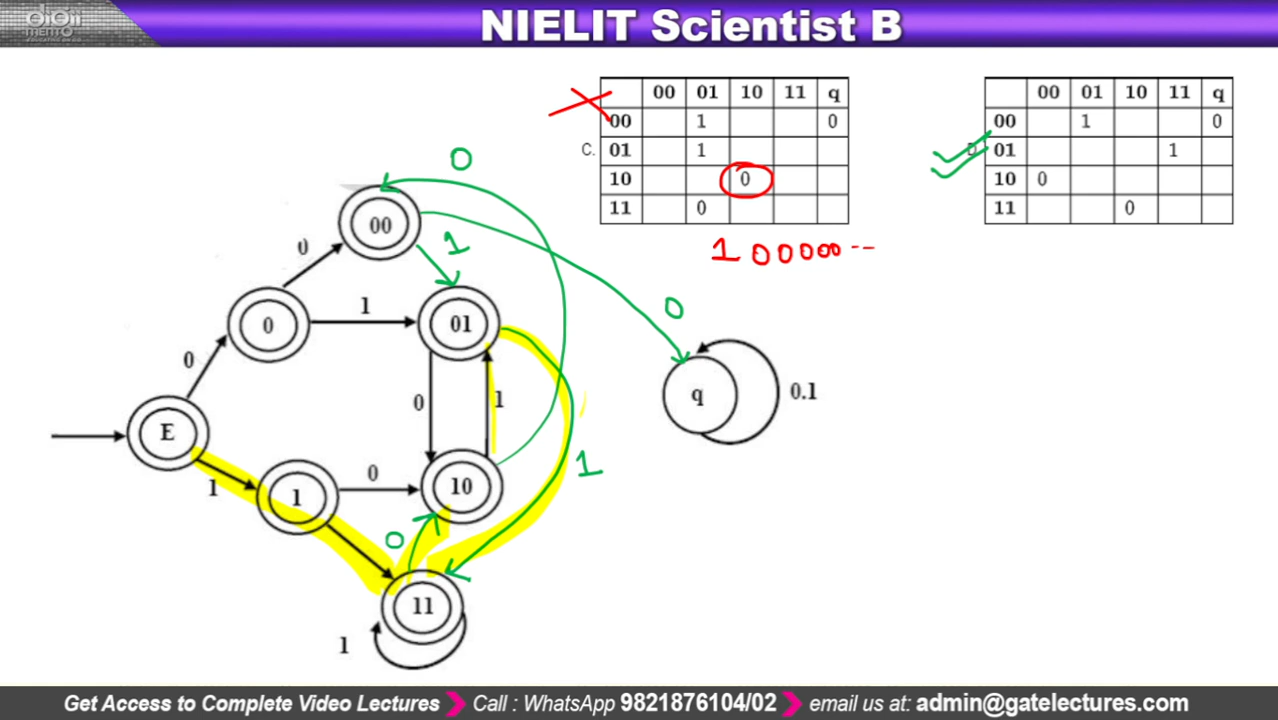 digii
mento
NIELIT Scientist B
00 01 10 11 q
00 1 0
C. 01 1
10 0
11 0
00 01 10 11 q
00 1 0
D. 01 1
10 0
11 0
100000--
0
00
0
1
0
1
01
0
0
q
0.1
0
1
E
1
1
0
10
1
0
11
1
Get Access to Complete Video Lectures Call : WhatsApp 9821876104/02 email us at: admin@gatelectures.com